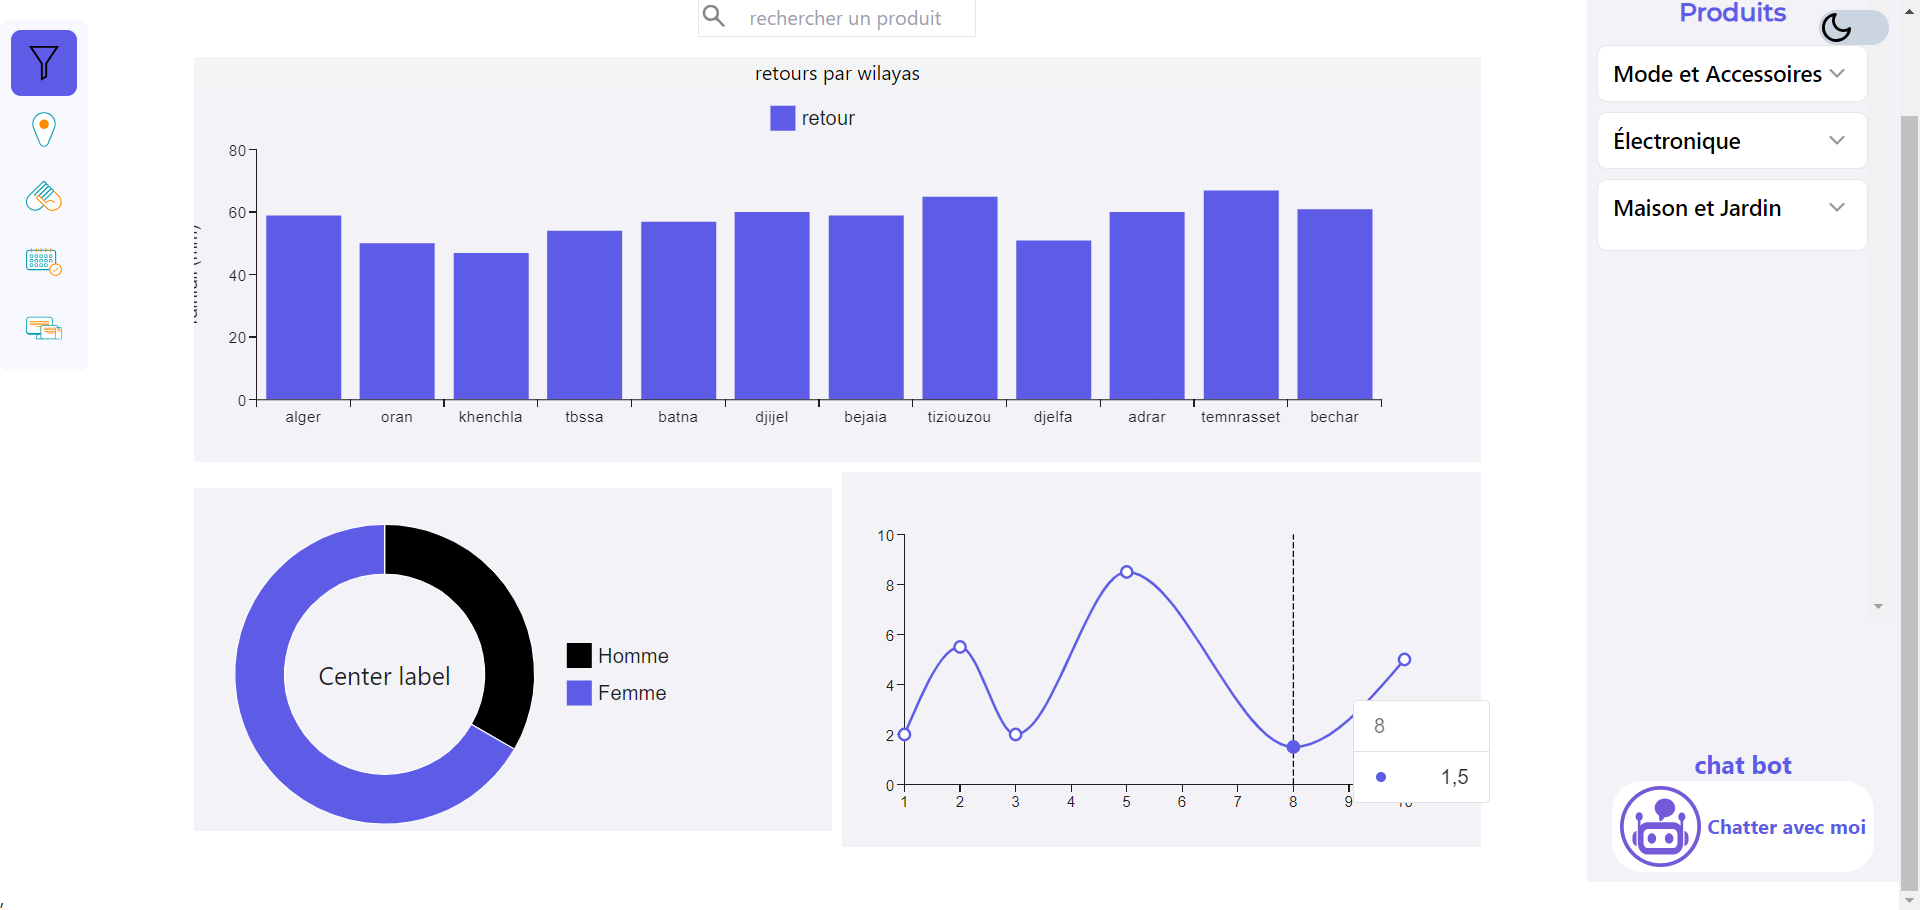 rechercher un produit
Produits
Mode et Accessoires
Électronique
Maison et Jardin
retours par wilayas
retour
80
60
40
20
0
alger oran khenchla tbssa batna djijel bejaia tiziouzou djelfa adrar temnrasset bechar
Center label
Homme
Femme
10
8
6
4
2
0
1 2 3 4 5 6 7 8 9
8
1,5
chat bot
Chatter avec moi